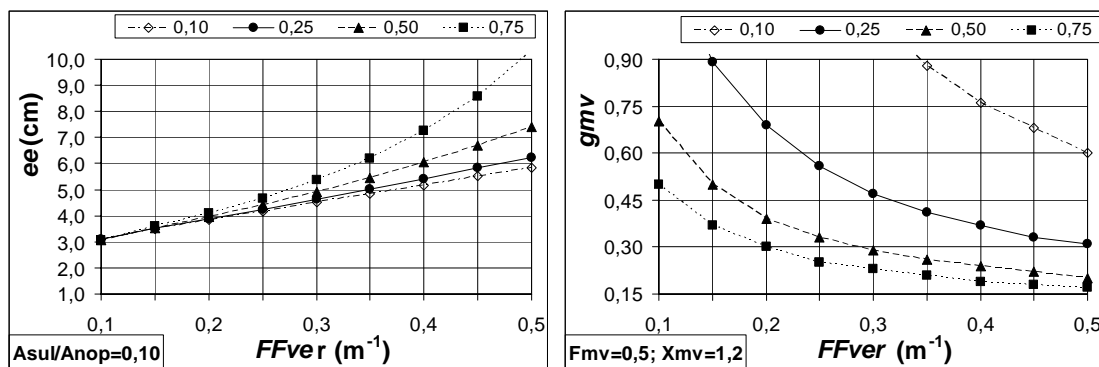 0,10 0,25 0,50 0,75
10,0
9,0
8,0
7,0
6,0
5,0
4,0
3,0
2,0
1,0
ee (cm)
0,1 0,2 0,3 0,4 0,5
Asul/Anop=0,10
FFver (m-1)
0,10 0,25 0,50 0,75
0,90
0,75
0,60
0,45
0,30
0,15
gmv
0,1 0,2 0,3 0,4 0,5
Fmv=0,5; Xmv=1,2
FFver (m-1)